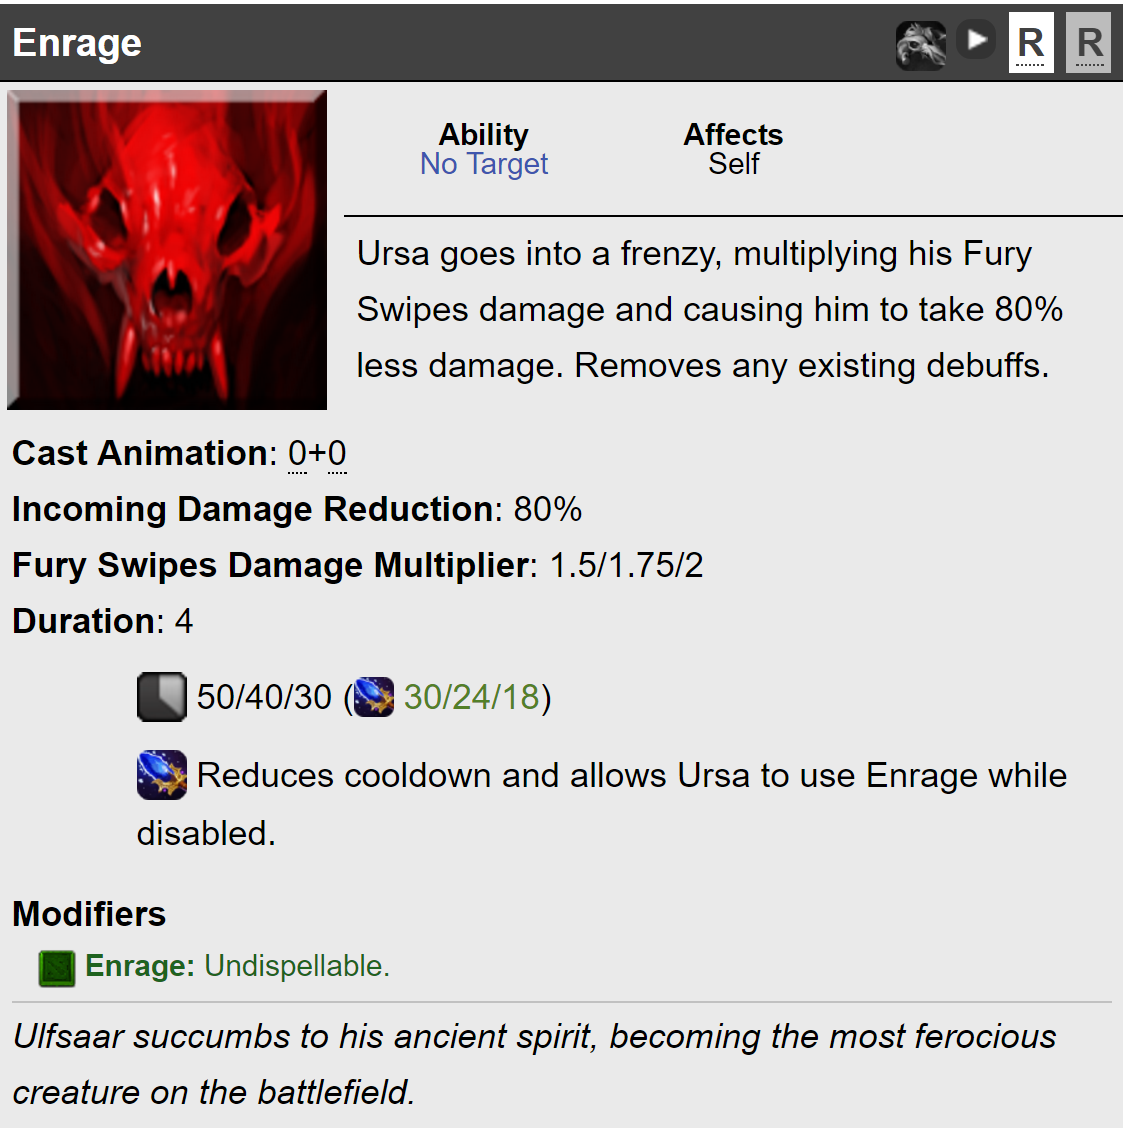 Enrage R R
Ability Affects
No Target Self
Ursa goes into a frenzy, multiplying his Fury
Swipes damage and causing him to take 80%
less damage. Removes any existing debuffs.
Cast Animation: 0+0
Incoming Damage Reduction: 80%
Fury Swipes Damage Multiplier: 1.5/1.75/2
Duration: 4
50/40/30 (30/24/18)
Reduces cooldown and allows Ursa to use Enrage while
disabled.
Modifiers
Enrage: Undispellable.
Ulfsaar succumbs to his ancient spirit, becoming the most ferocious
creature on the battlefield.